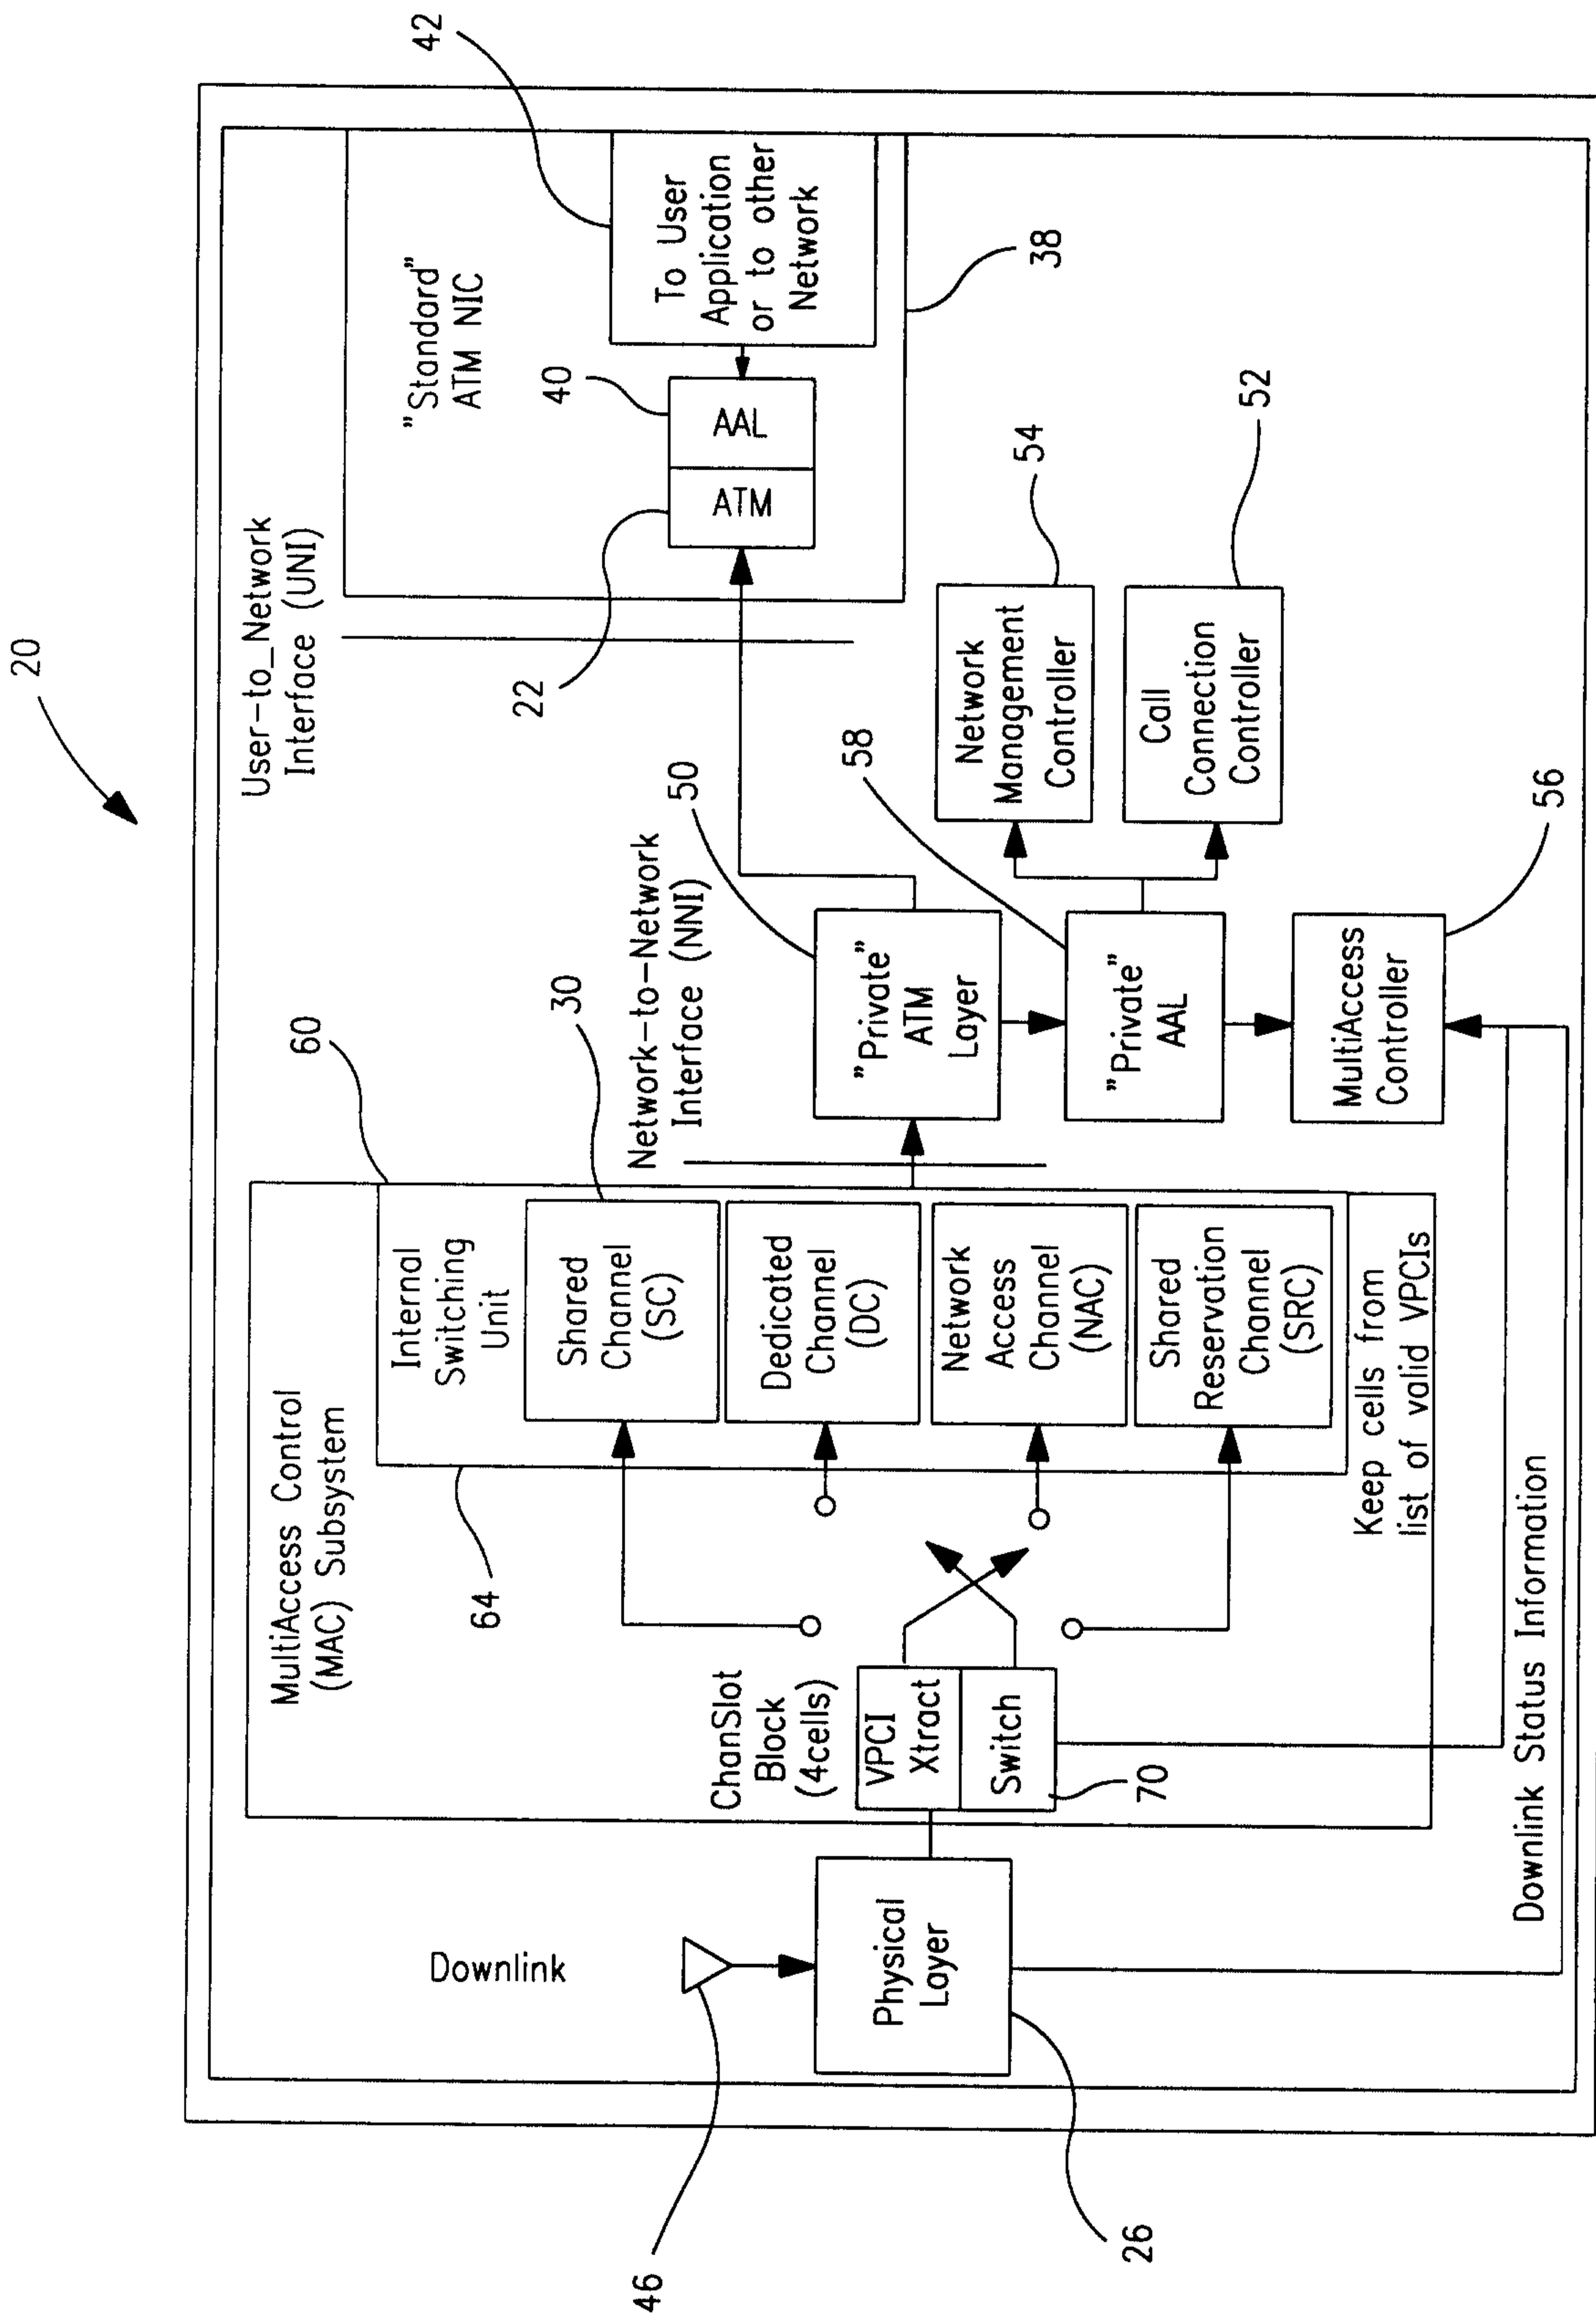 20
42
User-to_Network
Interface (UNI)
"Standard"
ATM NIC
40
22
ATM
AAL
To User
Application
or to other
Network
38
60
30
Network-to-Network
Interface (NNI)
50
"Private"
ATM
Layer
58
"Private"
AAL
54
Network
Management
Controller
52
Call
Connection
Controller
56
MultiAccess
Controller
MultiAccess Control
(MAC) Subsystem
64
Internal
Switching
Unit
Shared
Channel
(SC)
Dedicated
Channel
(DC)
Network
Access
Channel
(NAC)
Shared
Reservation
Channel
(SRC)
Keep cells from
list of valid VPCIs
ChanSlot
Block
(4cells)
VPCI
Xtract
Switch
70
Downlink
46
Physical
Layer
26
Downlink Status Information